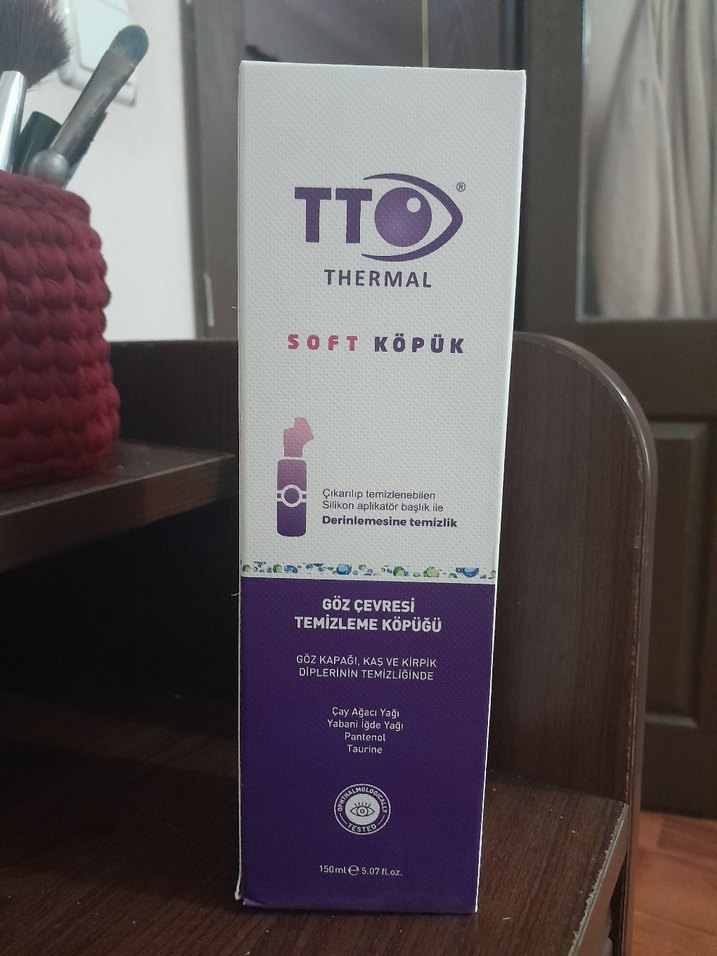 TTO®
THERMAL
SOFT KÖPÜK
Çıkarılıp temizlenebilen
Silikon aplikatör başlık ile
Derinlemesine temizlik
GÖZ ÇEVRESİ
TEMİZLEME KÖPÜĞÜ
GÖZ KAPAĞI, KAŞ VE KİRPİK
DİPLERİNİN TEMİZLİĞİNDE
Çay Ağacı Yağı
Yabani İğde Yağı
Pantenol
Taurine
OPHTHALMOLOGICALLY
TESTED
150ml ℮ 5.07 fl.oz.